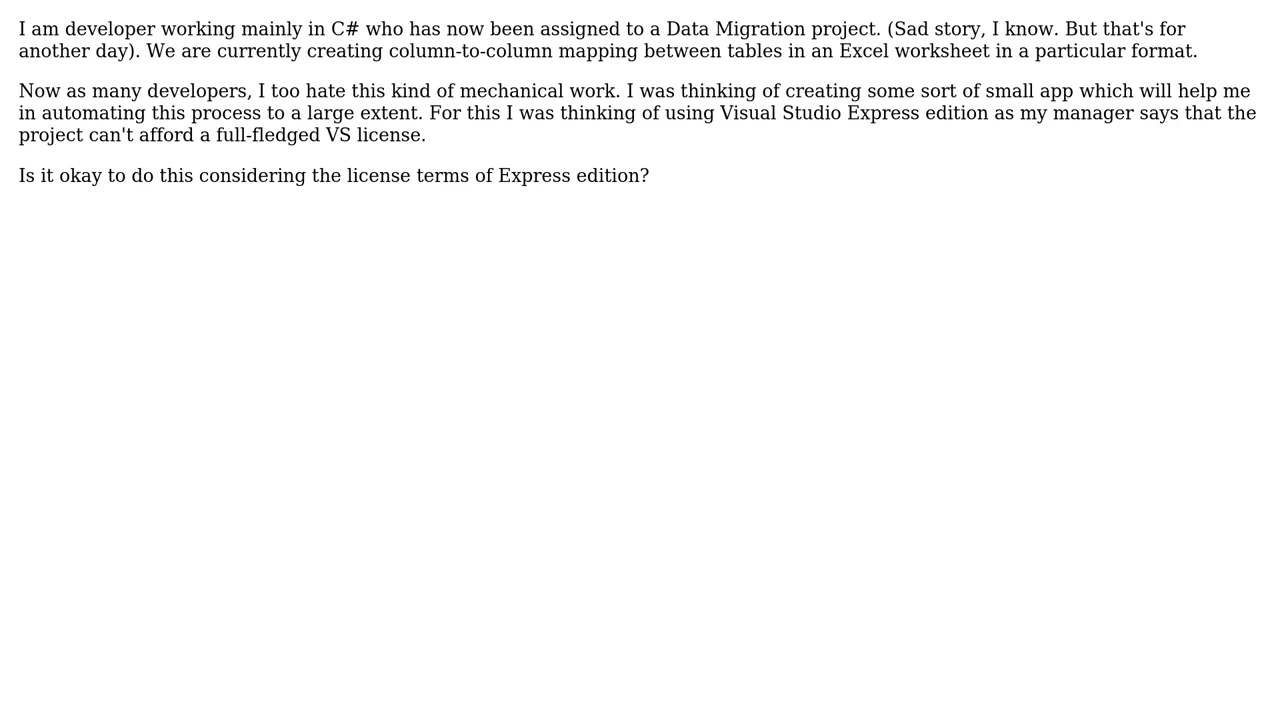 I am developer working mainly in C# who has now been assigned to a Data Migration project. (Sad story, I know. But that's for
another day). We are currently creating column-to-column mapping between tables in an Excel worksheet in a particular format.
Now as many developers, I too hate this kind of mechanical work. I was thinking of creating some sort of small app which will help me
in automating this process to a large extent. For this I was thinking of using Visual Studio Express edition as my manager says that the
project can't afford a full-fledged VS license.
Is it okay to do this considering the license terms of Express edition?